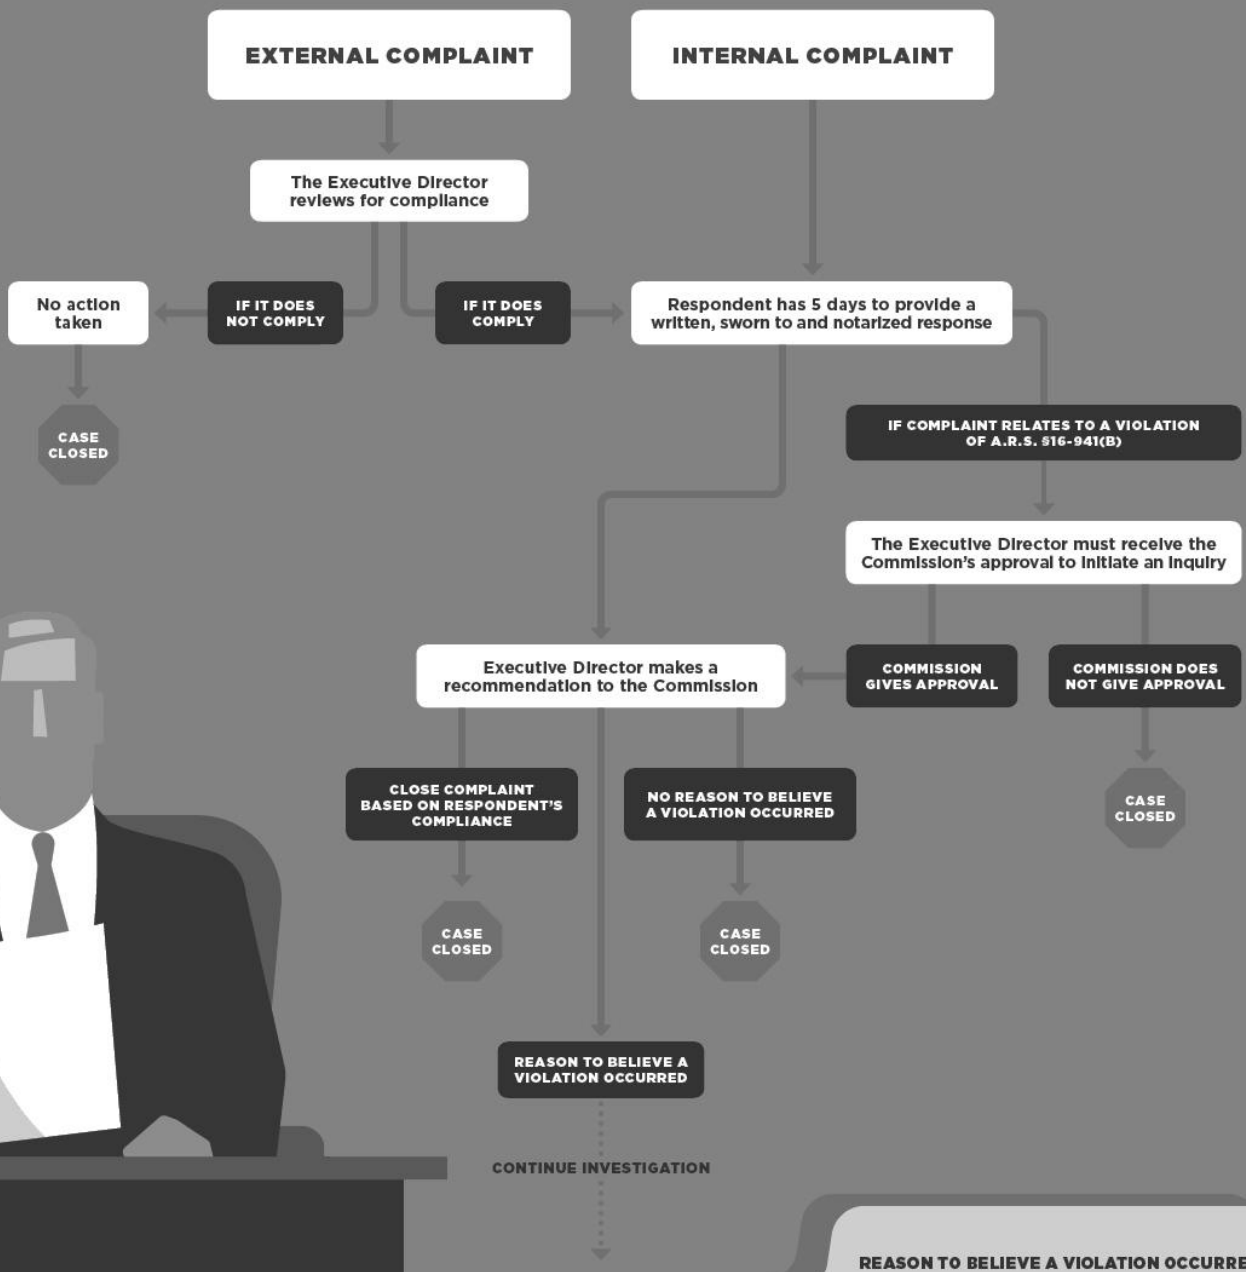 EXTERNAL COMPLAINT
INTERNAL COMPLAINT
The Executive Director
reviews for compliance
No action
taken
IF IT DOES
NOT COMPLY
IF IT DOES
COMPLY
Respondent has 5 days to provide a
written, sworn to and notarized response
CASE
CLOSED
IF COMPLAINT RELATES TO A VIOLATION
OF A.R.S. §16-941(B)
The Executive Director must receive the
Commission's approval to initiate an inquiry
Executive Director makes a
recommendation to the Commission
COMMISSION
GIVES APPROVAL
COMMISSION DOES
NOT GIVE APPROVAL
CLOSE COMPLAINT
BASED ON RESPONDENT'S
COMPLIANCE
NO REASON TO BELIEVE
A VIOLATION OCCURRED
CASE
CLOSED
CASE
CLOSED
CASE
CLOSED
REASON TO BELIEVE A
VIOLATION OCCURRED
CONTINUE INVESTIGATION
REASON TO BELIEVE A VIOLATION OCCURRE